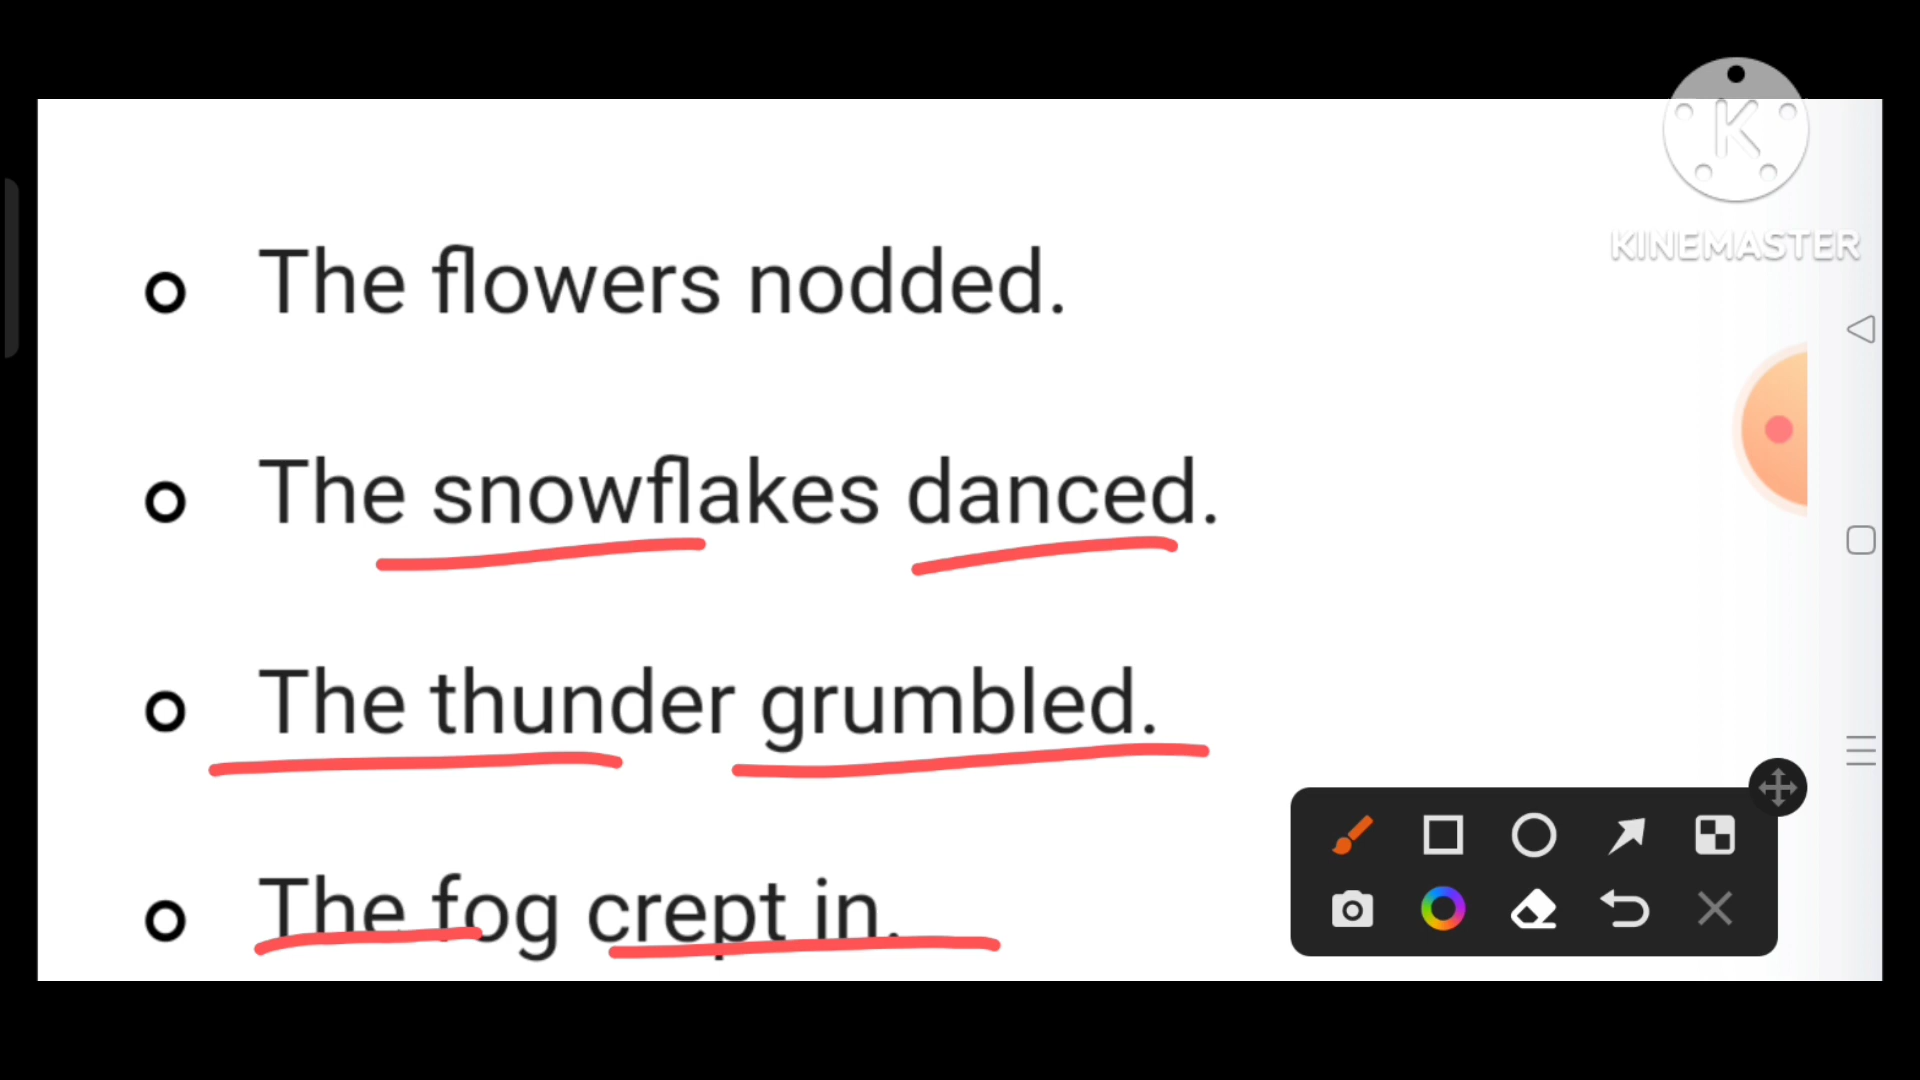 K
KINEMASTER
The flowers nodded.
The snowflakes danced.
The thunder grumbled.
The fog crept in.